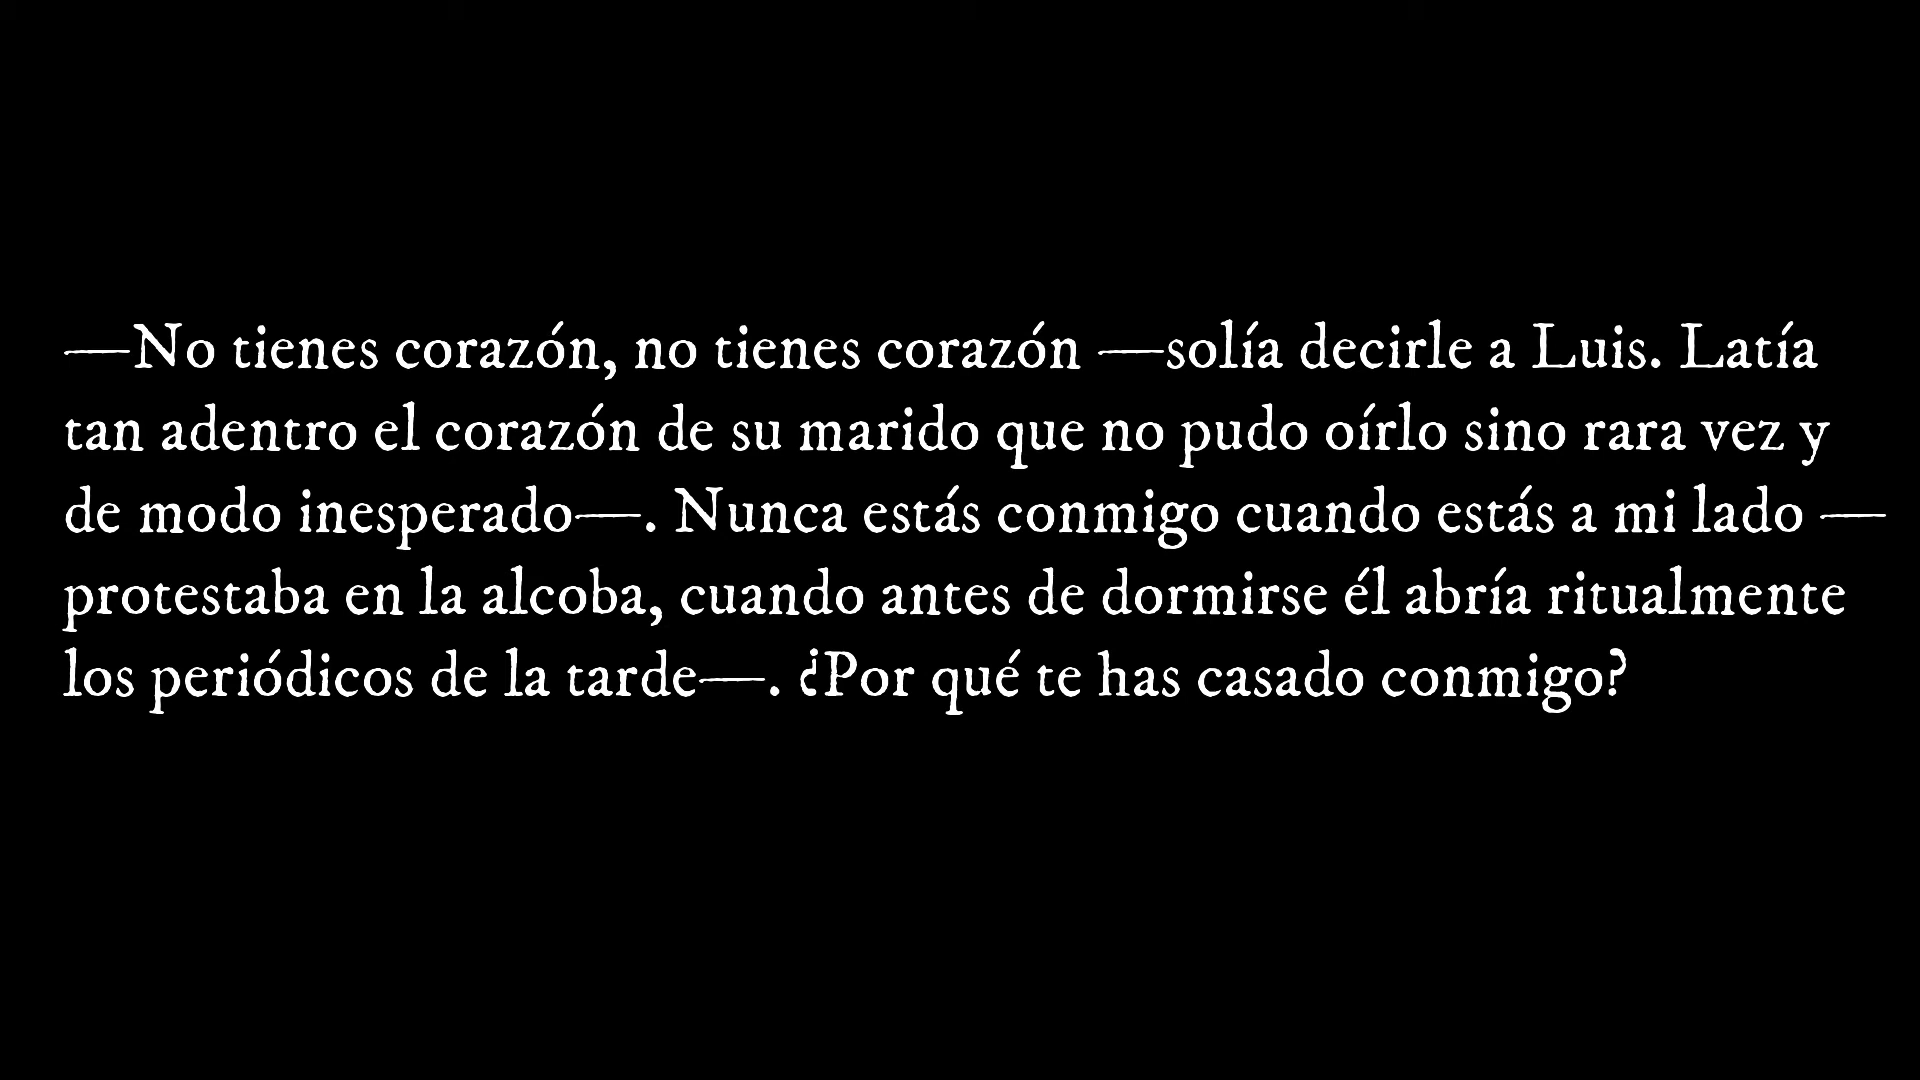 —No tienes corazón, no tienes corazón —solía decirle a Luis. Latía
tan adentro el corazón de su marido que no pudo oírlo sino rara vez y
de modo inesperado—. Nunca estás conmigo cuando estás a mi lado —
protestaba en la alcoba, cuando antes de dormirse él abría ritualmente
los periódicos de la tarde—. ¿Por qué te has casado conmigo?